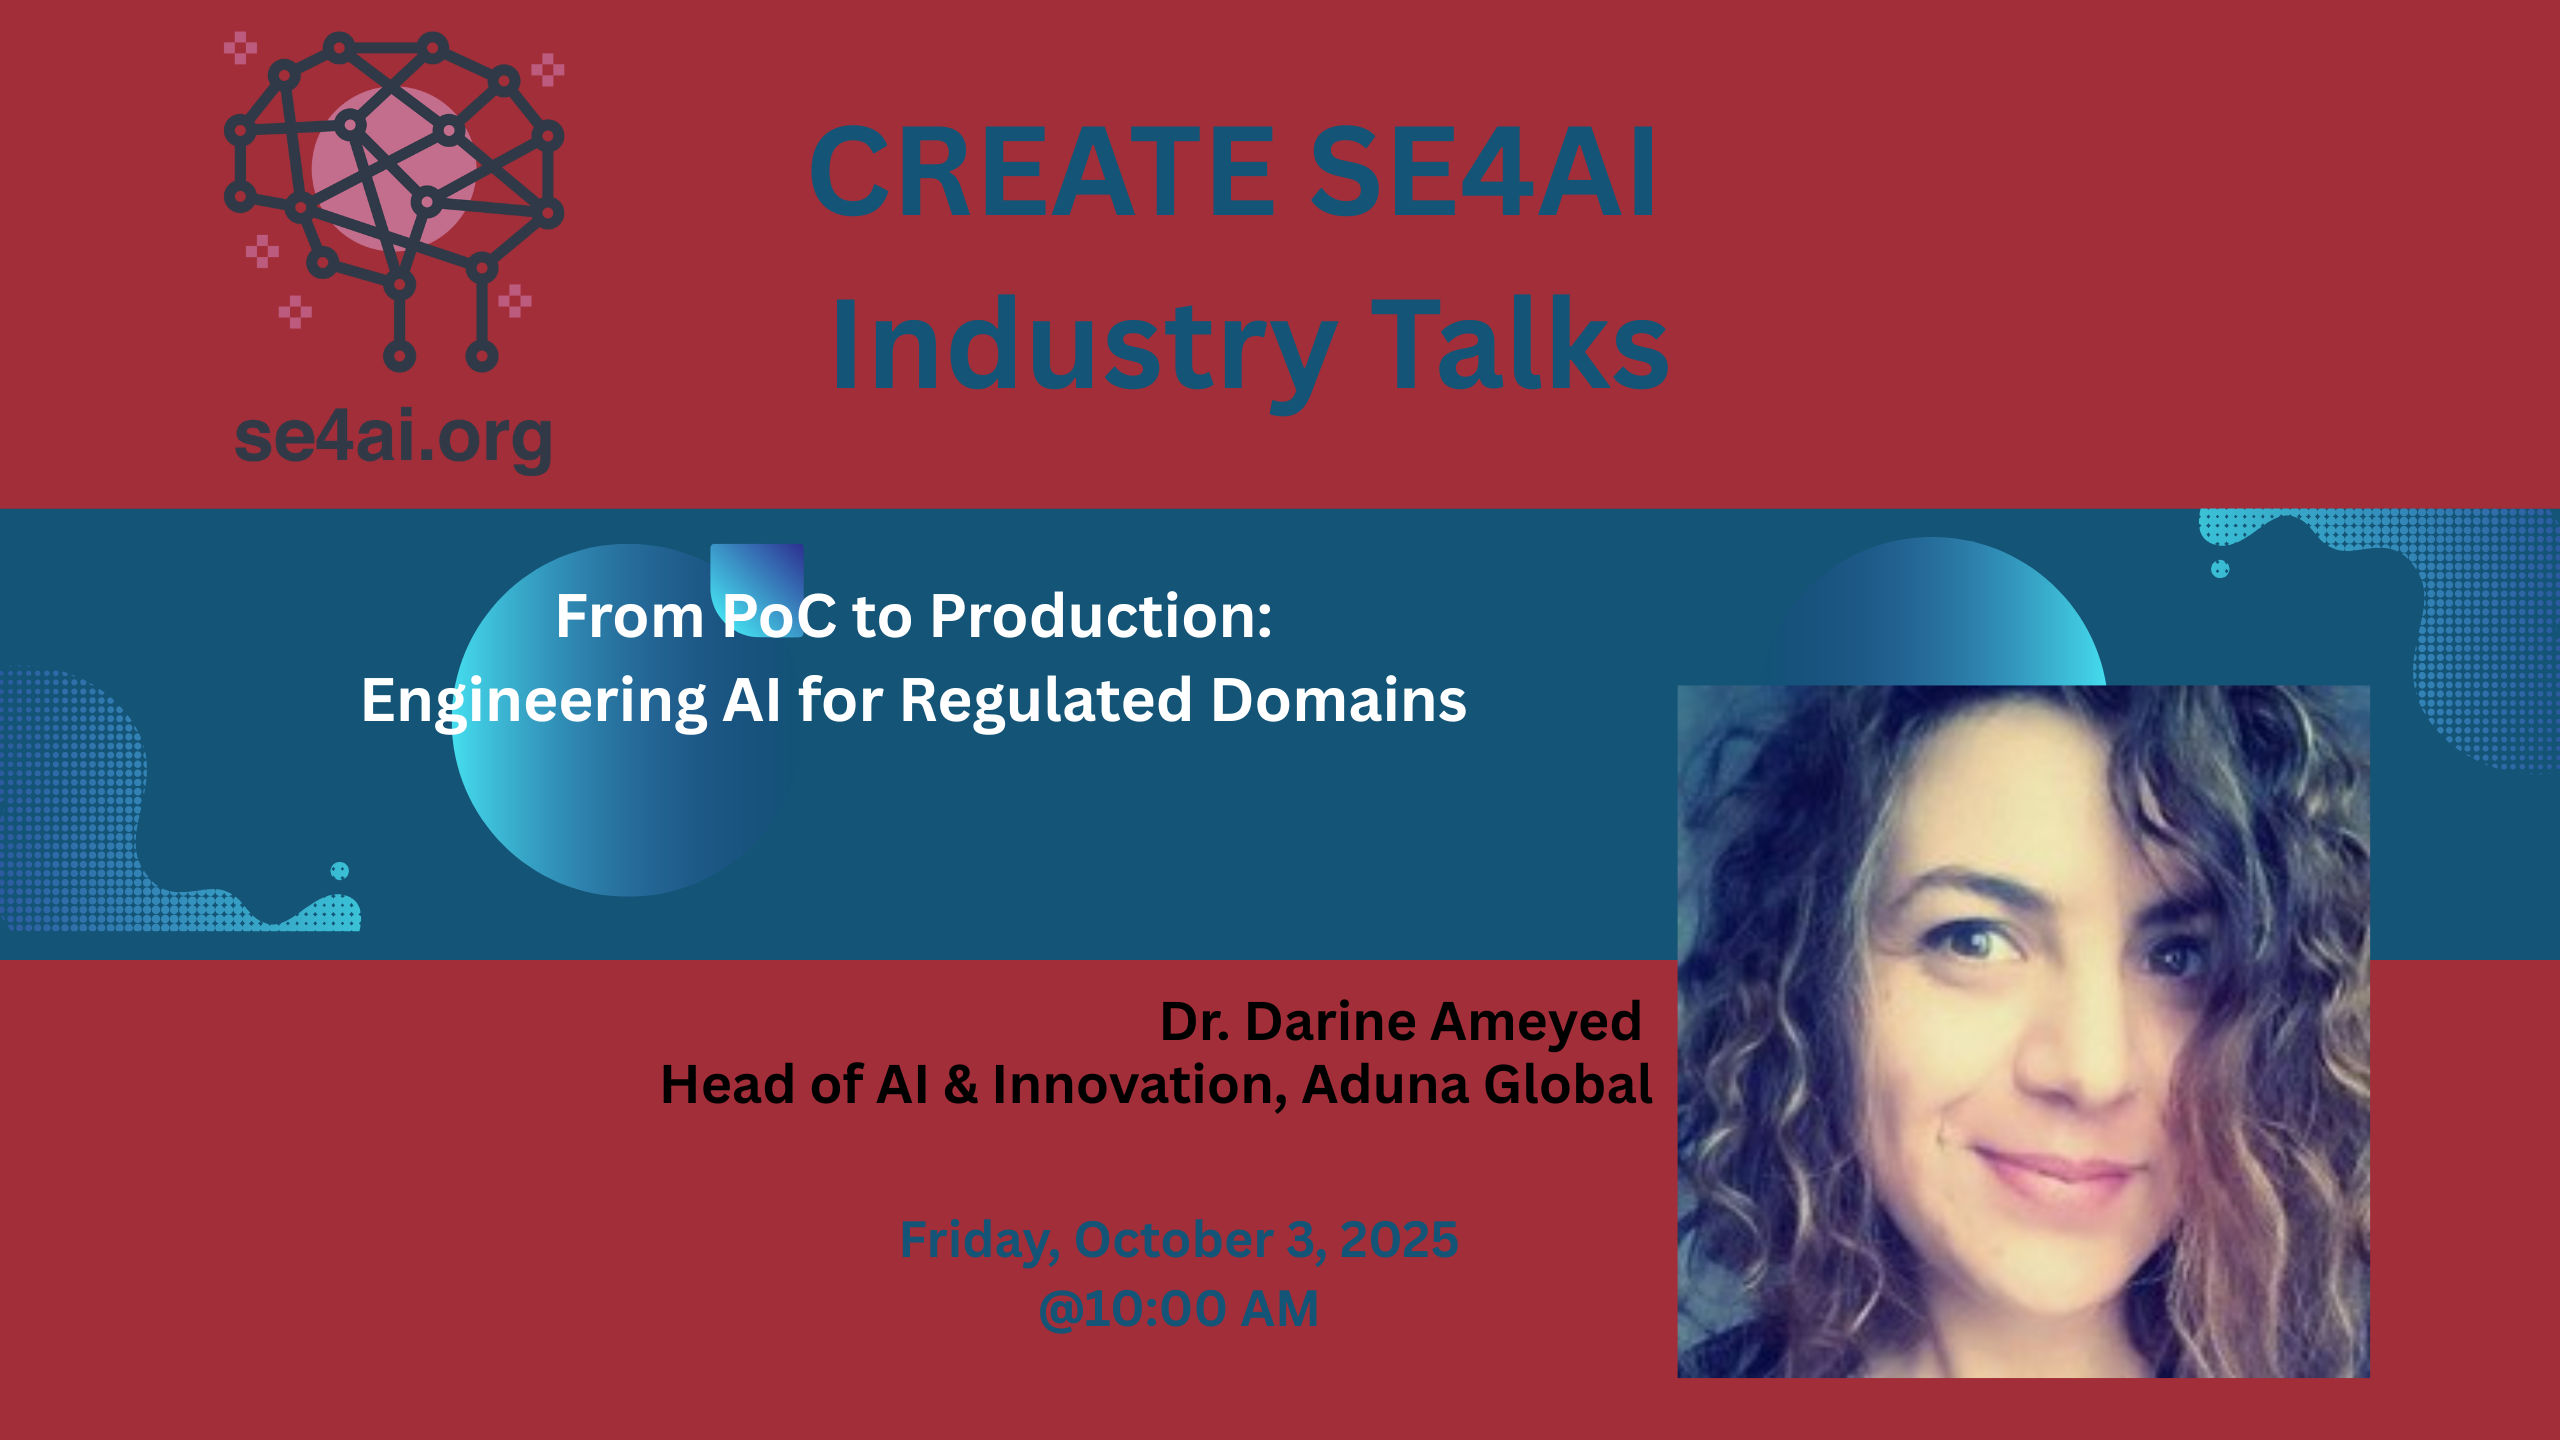 CREATE SE4AI
Industry Talks
se4ai.org
From PoC to Production:
Engineering AI for Regulated Domains
Dr. Darine Ameyed
Head of AI & Innovation, Aduna Global
Friday, October 3, 2025
@10:00 AM